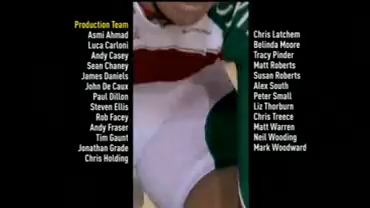 Production Team
Asmi Ahmad
Luca Carloni
Andy Casey
Sean Chaney
James Daniels
John De Caux
Paul Dillon
Steven Ellis
Rob Facey
Andy Fraser
Tim Gaunt
Jonathan Grade
Chris Holding
Chris Latchem
Belinda Moore
Tracy Pinder
Matt Roberts
Susan Roberts
Alex South
Peter Small
Liz Thorburn
Chris Treece
Matt Warren
Neil Wooding
Mark Woodward